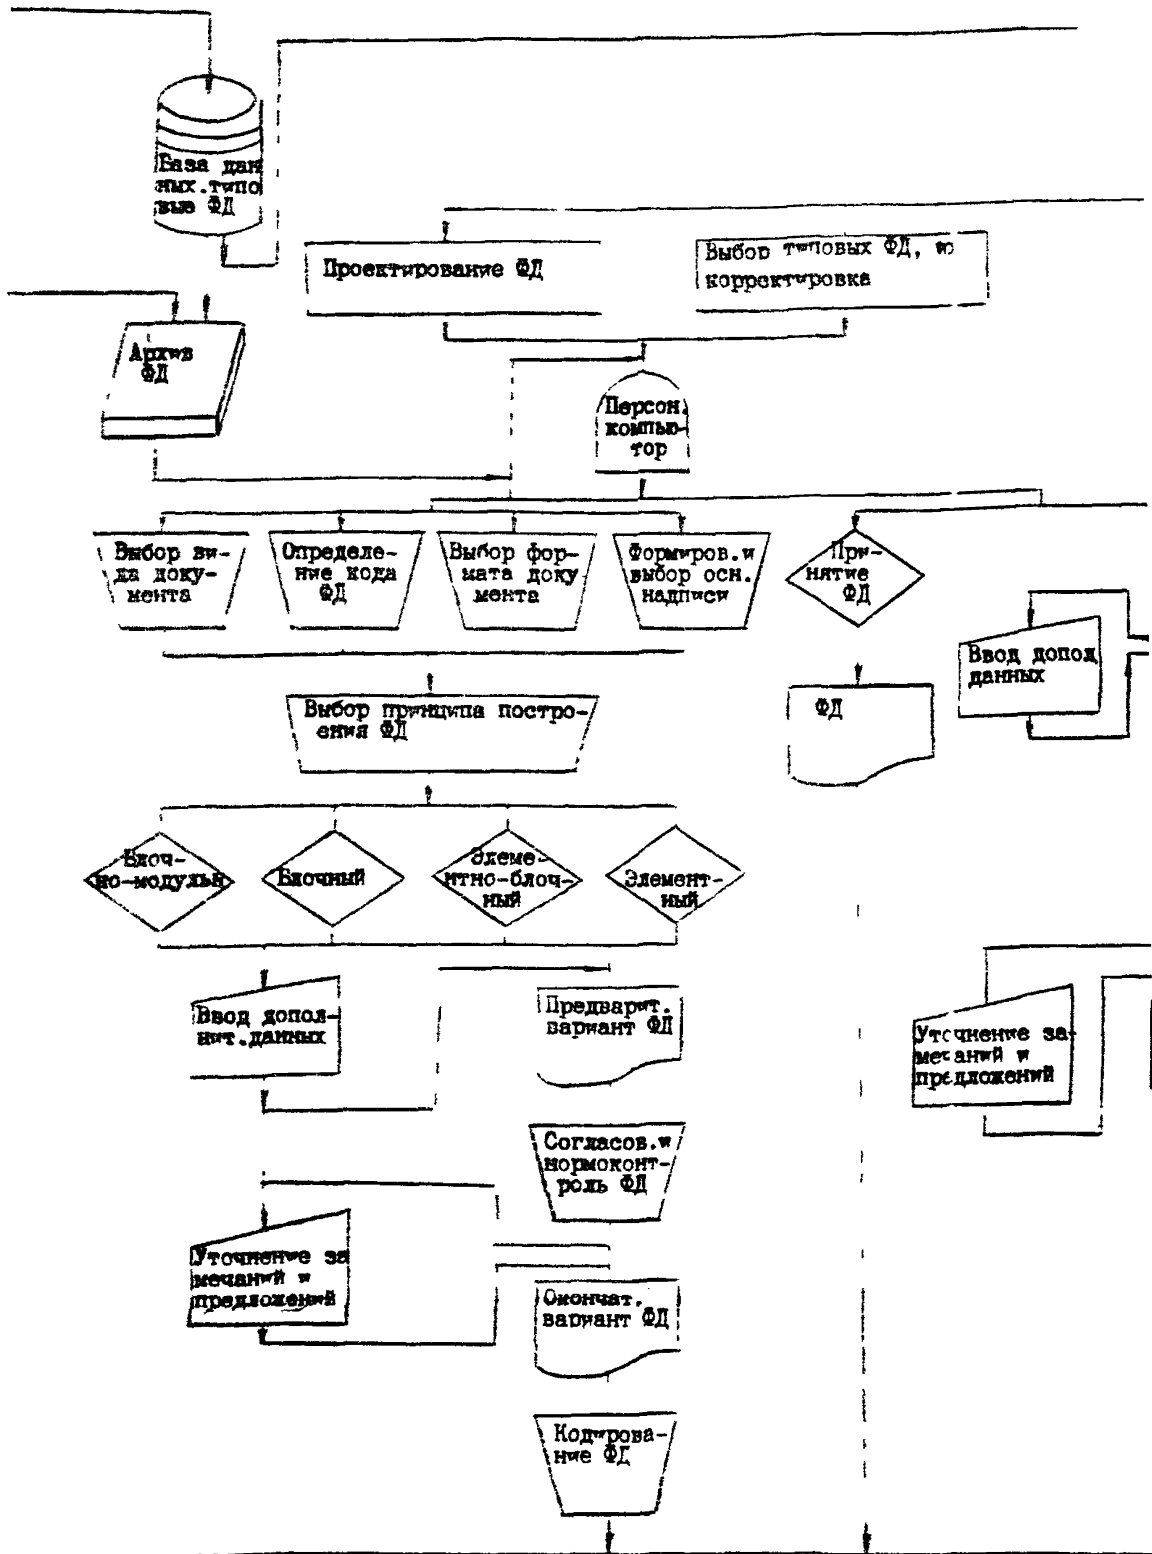 База дан
ных.типо
вые ФД
Проектирование ФД
Выбор типовых ФД, их
корректировка
Архив
ФД
Персон.
компью-
тор
Выбор ви-
да доку-
мента
Определе-
ние кода
ФД
Выбор фор-
мата доку
мента
Формиров.и
выбор осн.
надписи
При-
нятие
ФД
Ввод допол
данных
Выбор принципа постро-
ения ФД
ФД
Блоч-
но-модульн
Блочный
Элеме-
нтно-блоч-
ный
Элемент-
ный
Ввод допол-
нит.данных
Предварит.
вариант ФД
Уточнение за-
мечаний и
предложений
Согласов.и
нормоконт-
роль ФД
Уточнение за
мечаний и
предложений
Окончат.
вариант ФД
Кодирова-
ние ФД